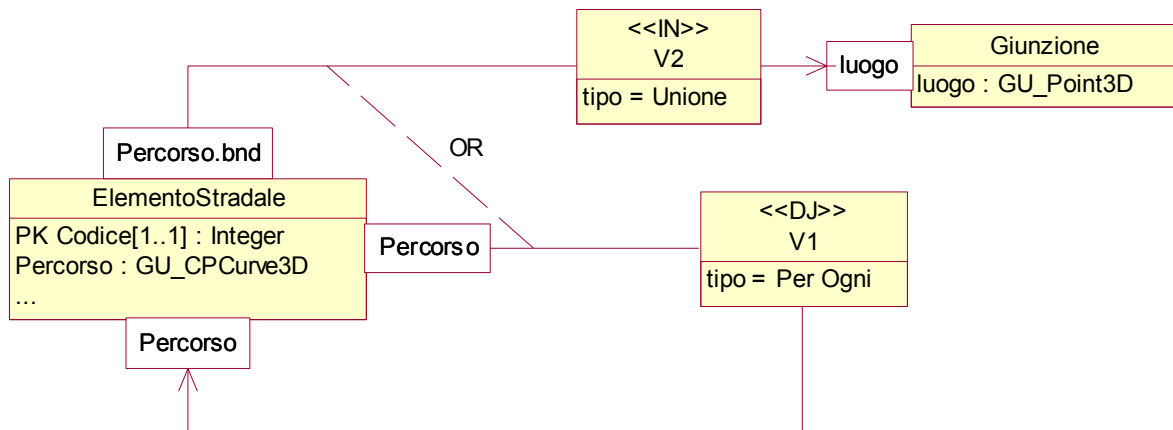 <<IN>>
V2
tipo = Unione
luogo
Giunzione
luogo : GU_Point3D
Percorso.bnd
OR
ElementoStradale
PK Codice[1..1] : Integer
Percorso : GU_CPCurve3D
...
Percorso
<<DJ>>
V1
tipo = Per Ogni
Percorso